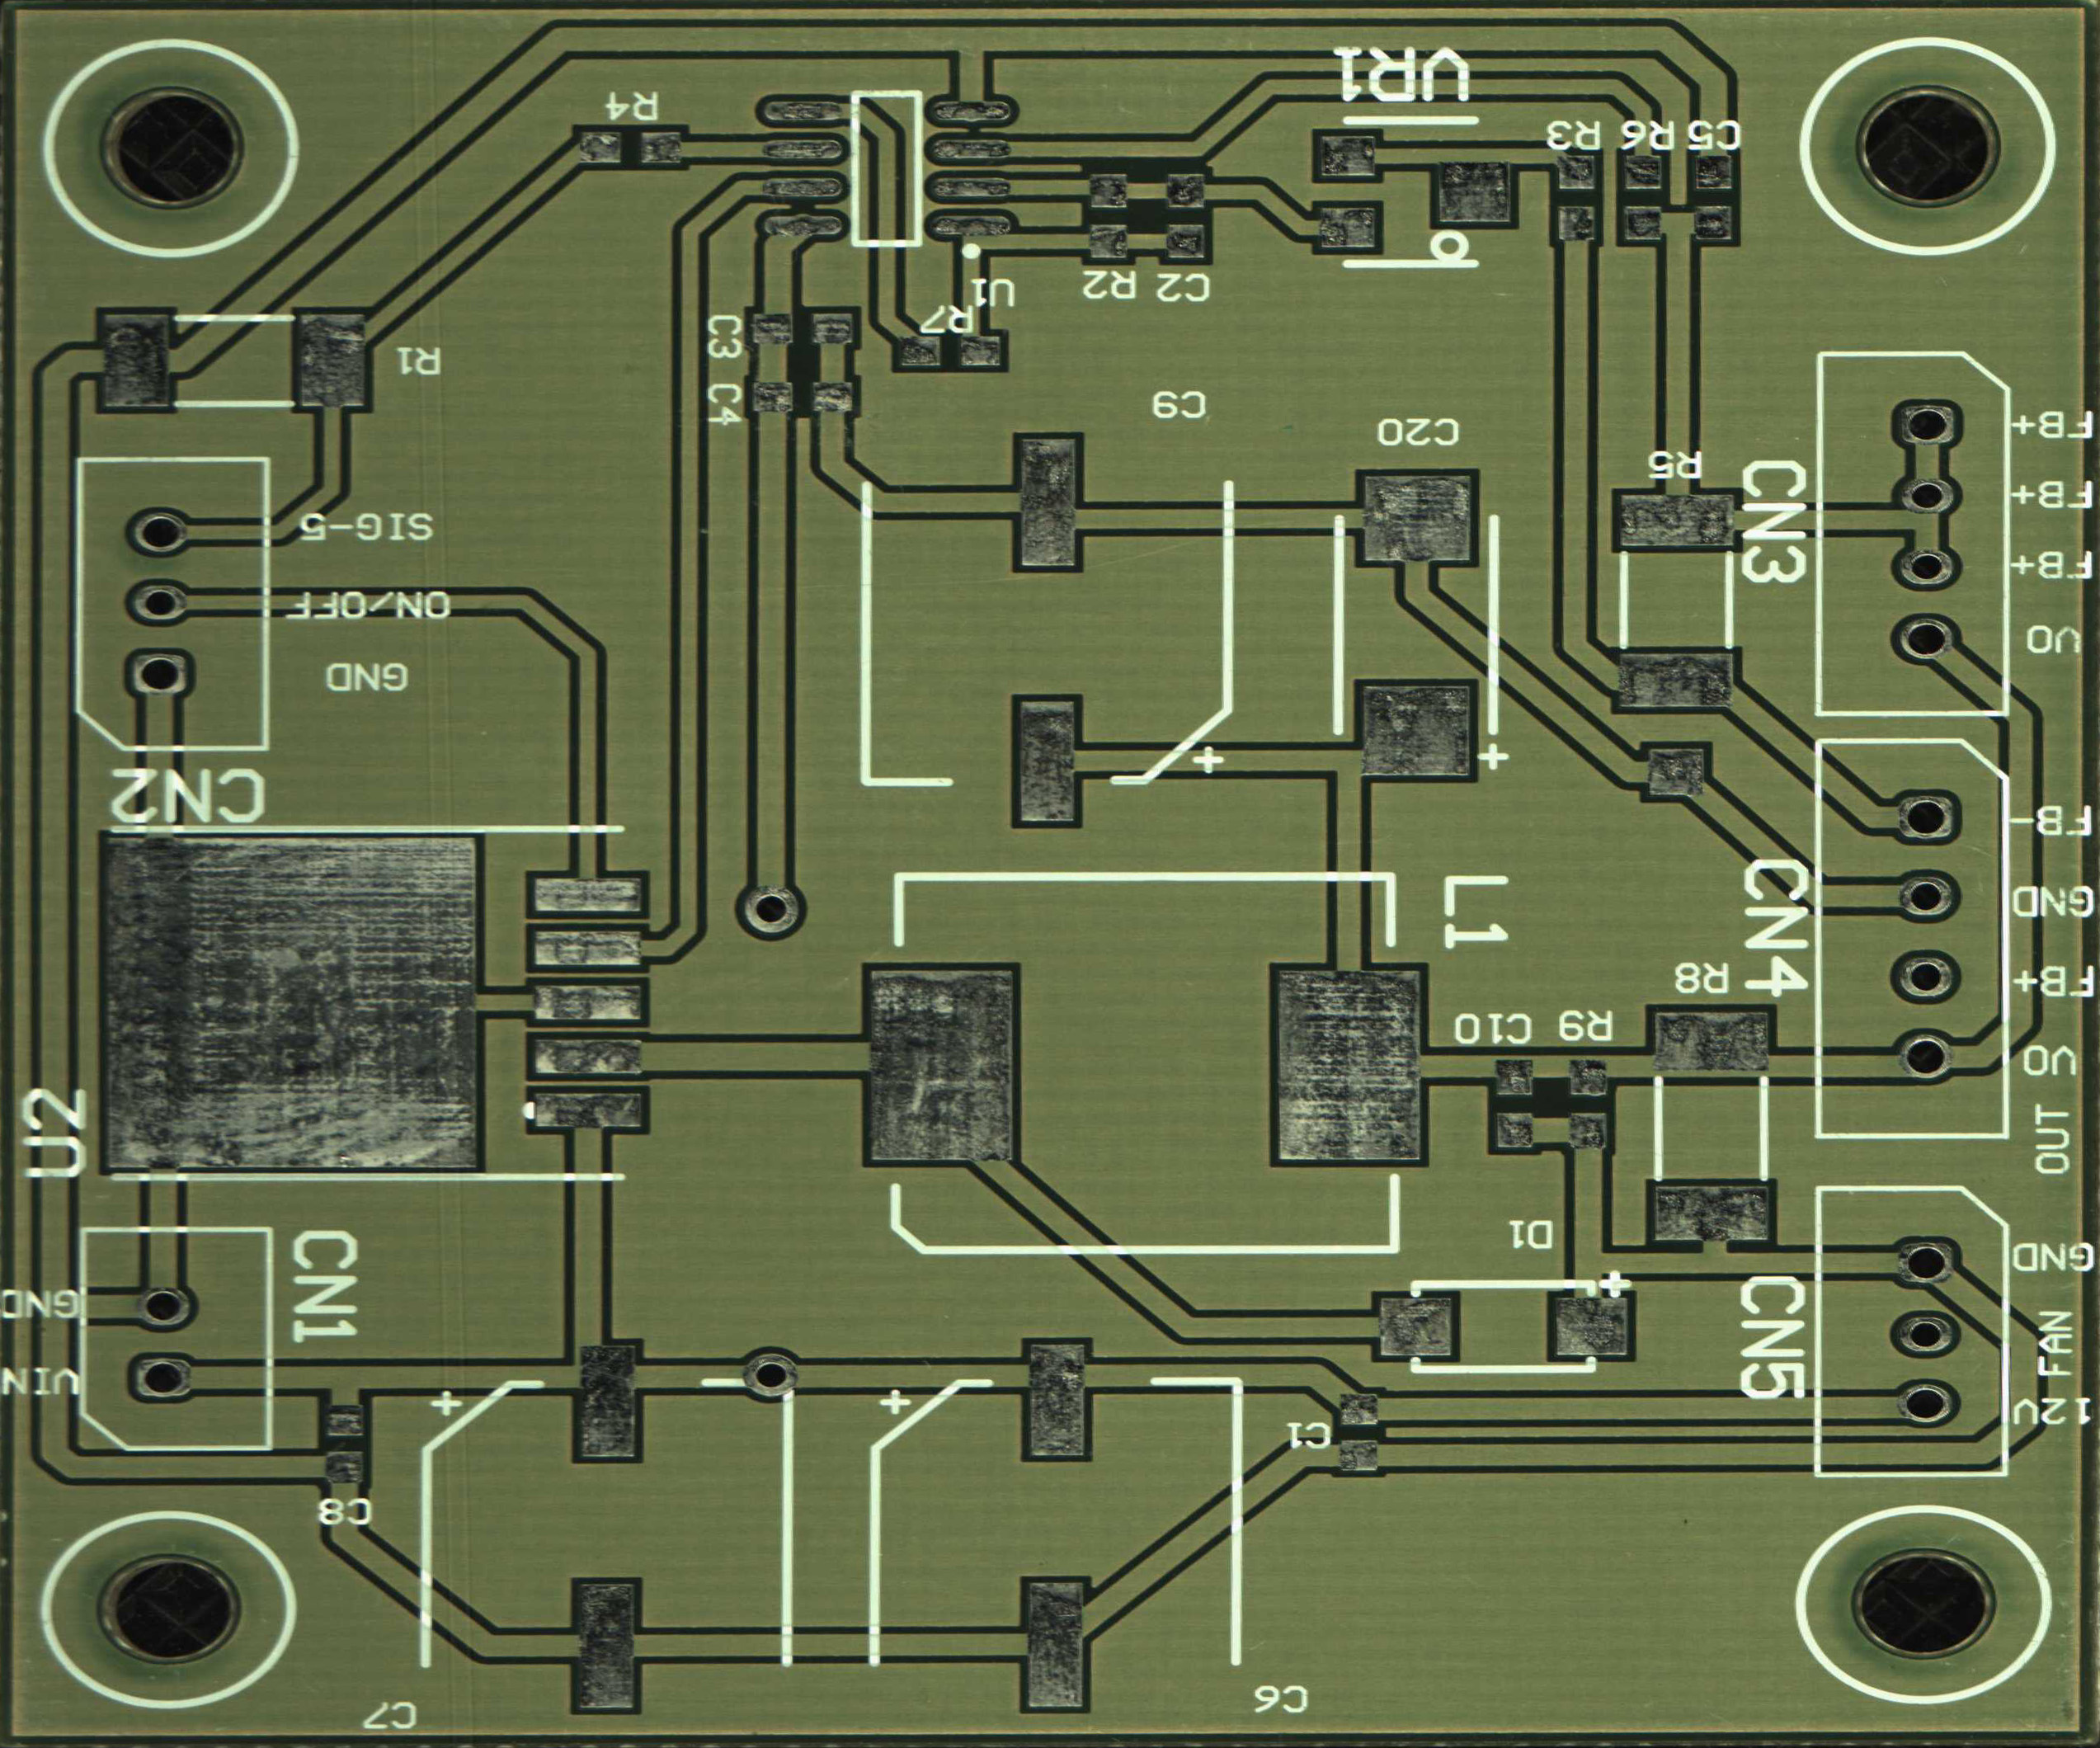 VR1
R4
R3
R6
C5
C2
R2
U1
R7
C3
R1
C4
C9
C20
FB+
R5
FB+
CN3
SIG-5
FB+
ON/OFF
VO
GND
+
+
CN2
FB-
L1
GND
CN4
FB+
R8
C10
R9
VO
U2
OUT
D1
GND
CN1
+
GND
CN5
FAN
VIN
+
+
12V
C1
C8
C6
C7